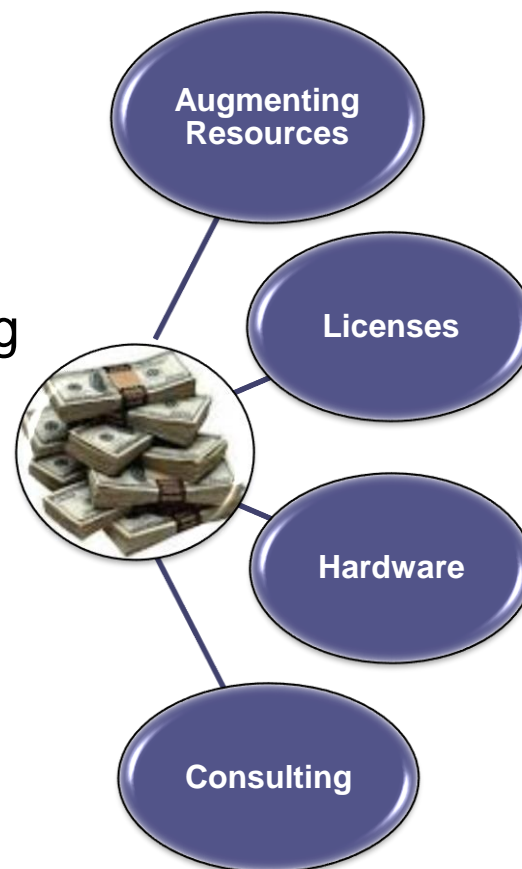 Augmenting
Resources
Licenses
g
Hardware
Consulting